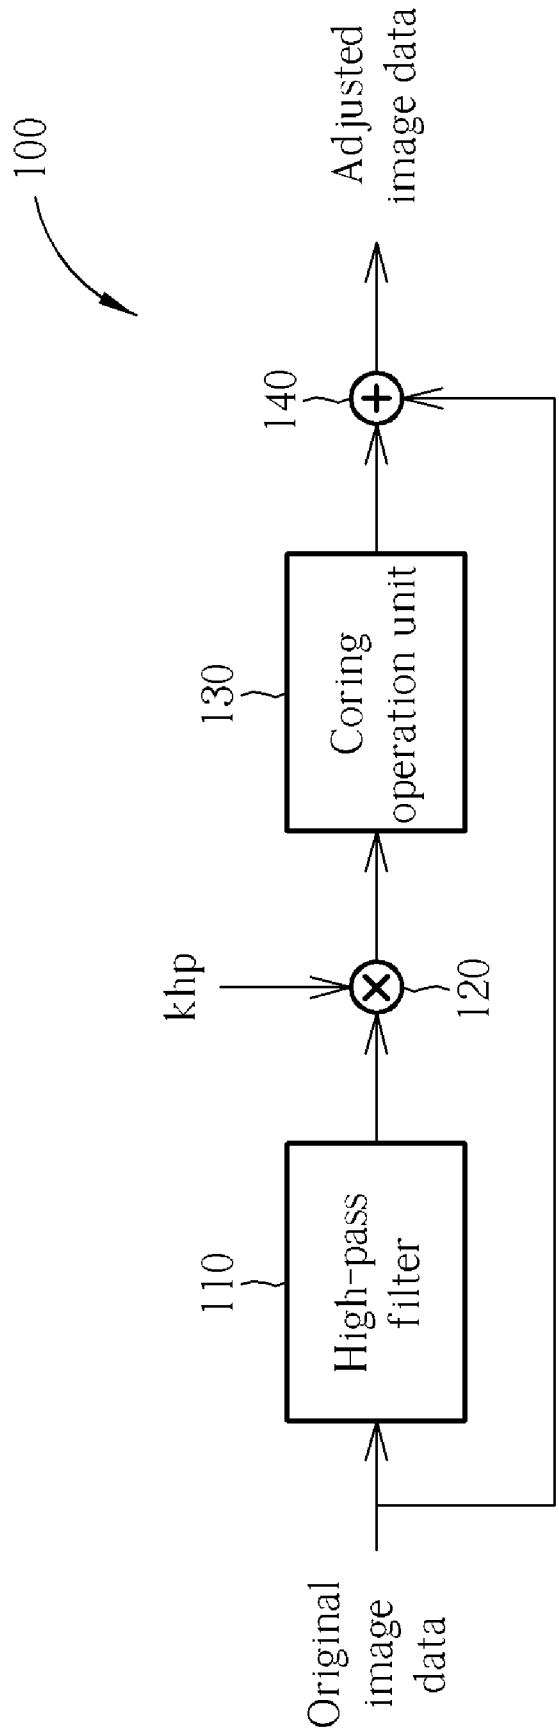 100
Original
image
data
110
High-pass
filter
khp
120
130
Coring
operation unit
140
Adjusted
image data